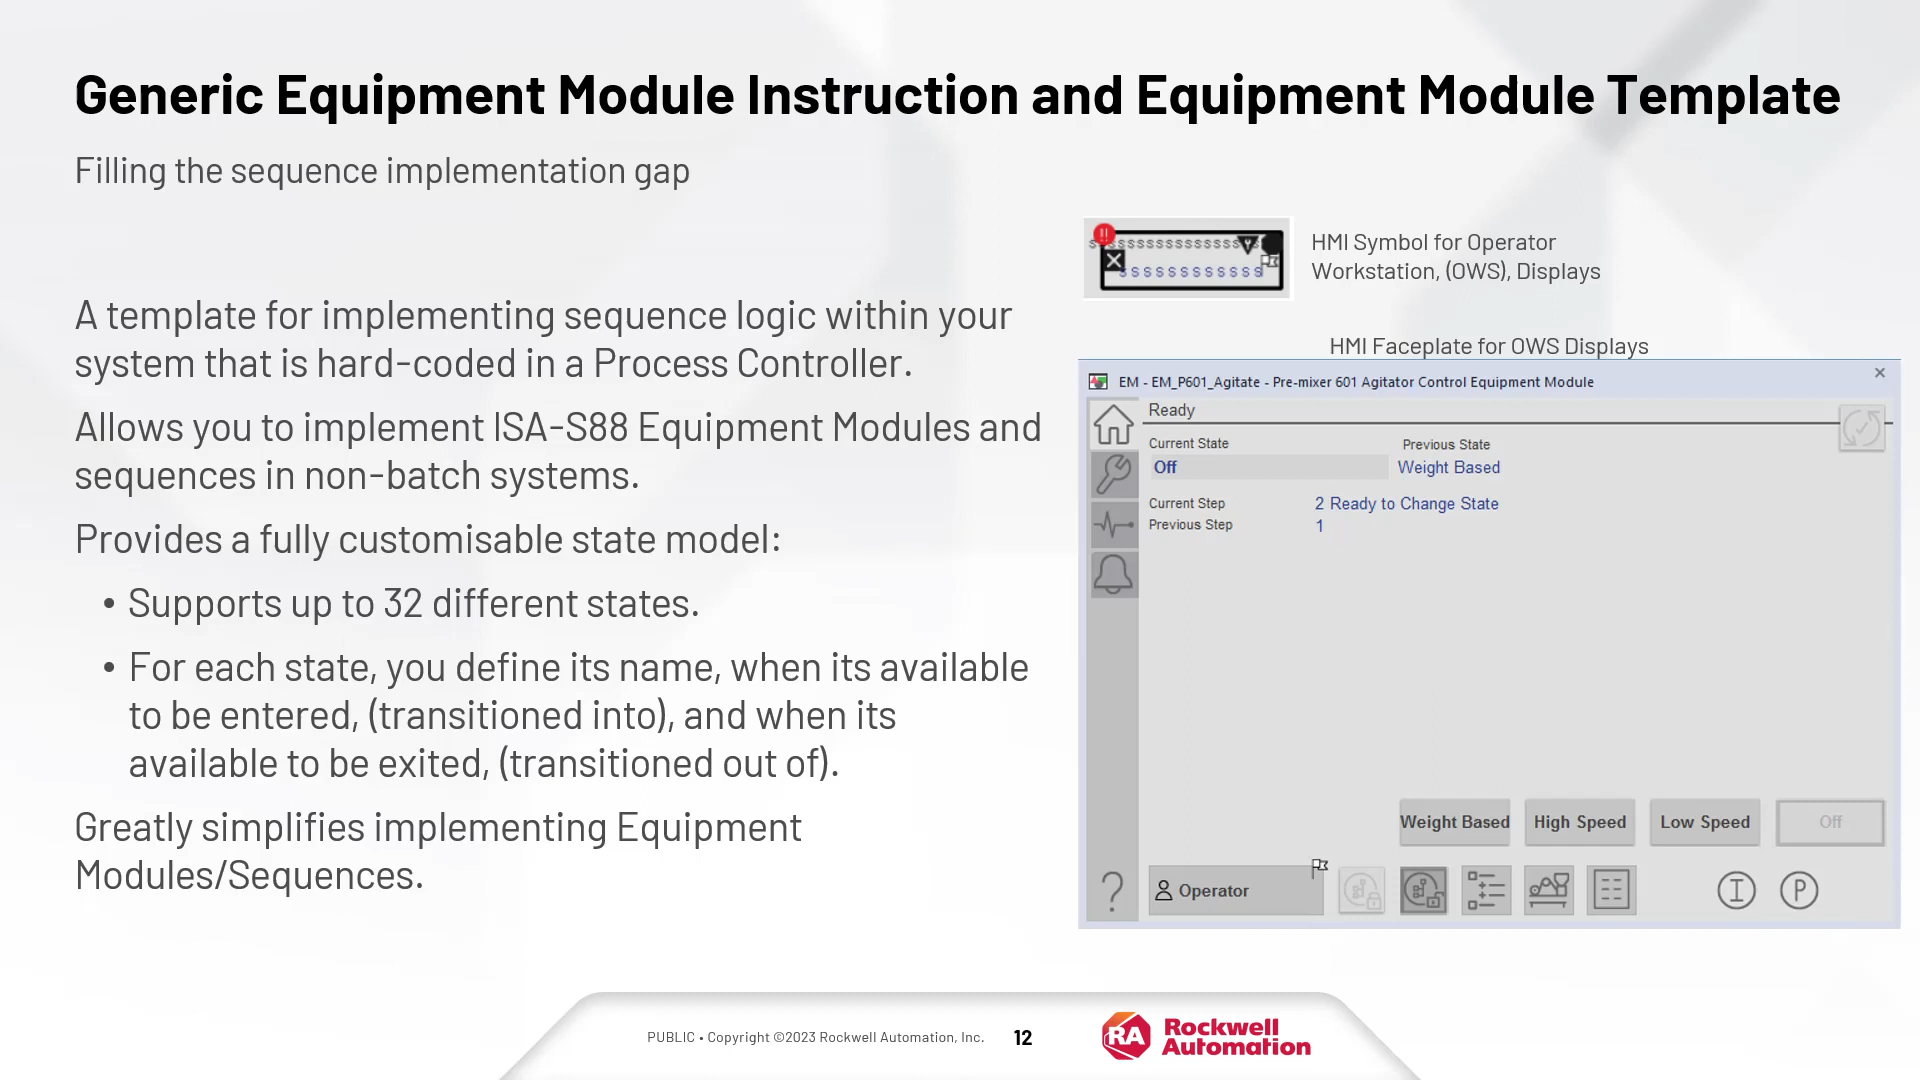 Generic Equipment Module Instruction and Equipment Module Template
Filling the sequence implementation gap
A template for implementing sequence logic within your
system that is hard-coded in a Process Controller.
Allows you to implement ISA-S88 Equipment Modules and
sequences in non-batch systems.
Provides a fully customisable state model:
• Supports up to 32 different states.
• For each state, you define its name, when its available
to be entered, (transitioned into), and when its
available to be exited, (transitioned out of).
Greatly simplifies implementing Equipment
Modules/Sequences.
HMI Symbol for Operator
Workstation, (OWS), Displays
HMI Faceplate for OWS Displays
EM - EM_P601_Agitate - Pre-mixer 601 Agitator Control Equipment Module
Ready
Current State
Previous State
Off
Weight Based
Current Step
2 Ready to Change State
Previous Step
1
Weight Based
High Speed
Low Speed
Off
Operator
I
P
PUBLIC • Copyright ©2023 Rockwell Automation, Inc.
12
RA
Rockwell
Automation